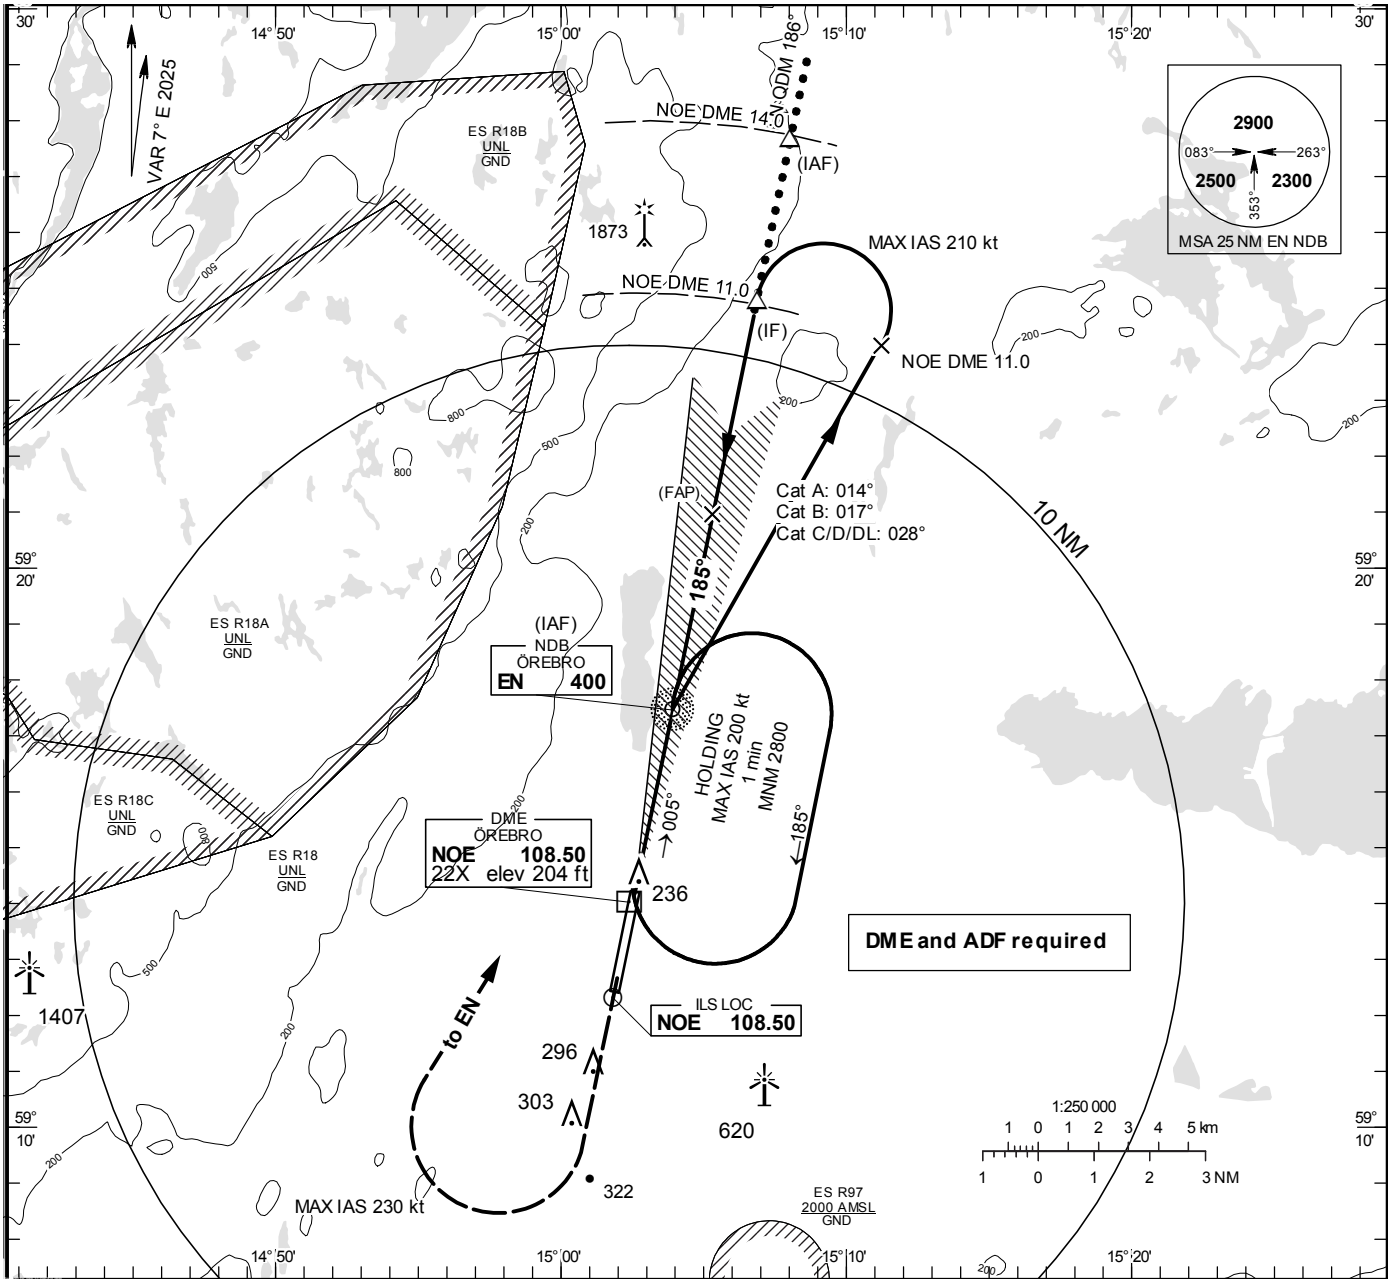 30'
14° 50'
15° 00'
15° 10'
15° 20'
30'
VAR 7° E 2025
QDM 186°
2900
083°
263°
2500
2300
353°
MSA 25 NM EN NDB
ES R18B
UNL
GND
NOE DME 14.0
(IAF)
1873
MAX IAS 210 kt
500
NOE DME 11.0
(IF)
NOE DME 11.0
200
200
200
800
500
800
(FAP)
Cat A: 014°
Cat B: 017°
Cat C/D/DL: 028°
10 NM
200
59°
20'
59°
20'
185°
ES R18A
UNL
GND
(IAF)
NDB
ÖREBRO
EN 400
HOLDING
MAX IAS 200 kt
1 min
MNM 2800
→005°
←185°
ES R18C
UNL
GND
800
200
DME
ÖREBRO
NOE 108.50
22X elev 204 ft
ES R18
UNL
GND
236
DME and ADF required
500
1407
200
to EN
ILS LOC
NOE 108.50
296
303
620
1:250 000
1 0 1 2 3 4 5 km
1 0 1 2 3 NM
59°
10'
59°
10'
200
322
MAX IAS 230 kt
ES R97
2000 AMSL
GND
14° 50'
15° 00'
15° 10'
15° 20'
200